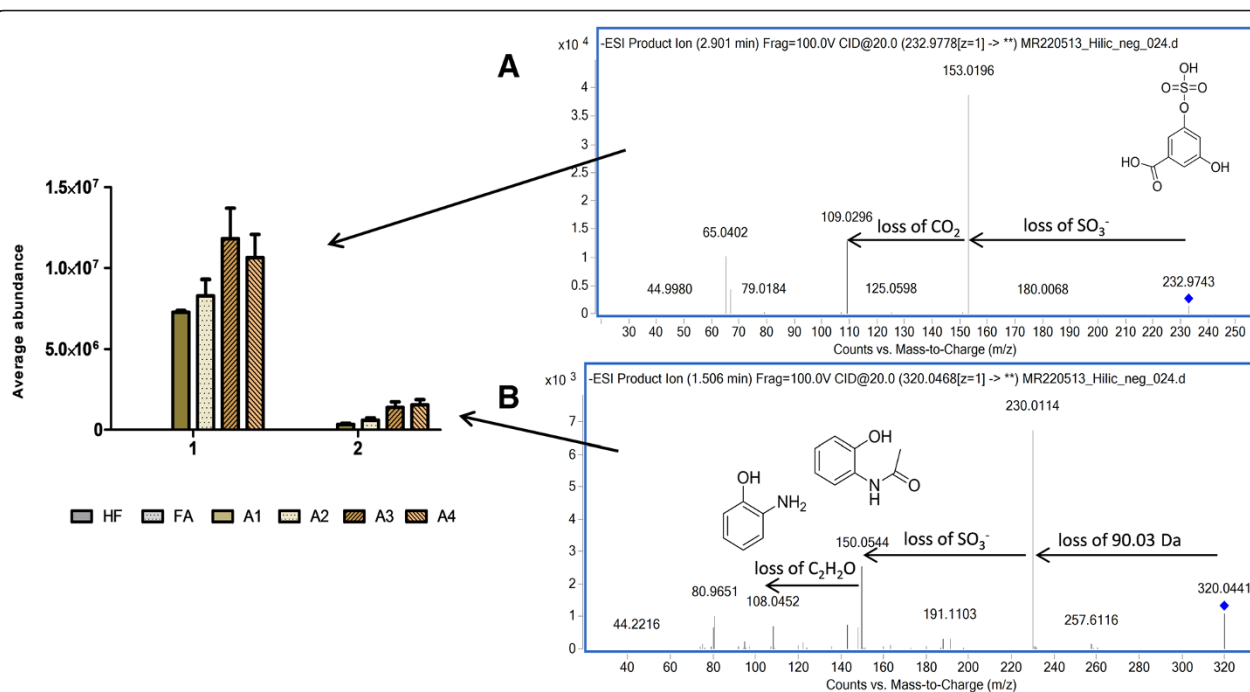 A
×10 4
-ESI Product Ion (2.901 min) Frag=100.0V CID@20.0 (232.9778[z=1] -> **) MR220513_Hilic_neg_024.d
4
3.5
3
2.5
2
1.5
1
0.5
0
153.0196
OH
O=S=O
O
HO
O
OH
109.0296
loss of CO₂
loss of SO₃⁻
65.0402
44.9980
79.0184
125.0598
180.0068
232.9743
30 40 50 60 70 80 90 100 110 120 130 140 150 160 170 180 190 200 210 220 230 240 250
Counts vs. Mass-to-Charge (m/z)
Average abundance
1.5×10⁷
1.0×10⁷
5.0×10⁶
0
1
2
HF FA A1 A2 A3 A4
B
×10 3
-ESI Product Ion (1.506 min) Frag=100.0V CID@20.0 (320.0468[z=1] -> **) MR220513_Hilic_neg_024.d
7
6
5
4
3
2
1
0
230.0114
OH
N
H
O
OH
NH₂
150.0544
loss of SO₃⁻
loss of 90.03 Da
loss of C₂H₂O
80.9651
108.0452
44.2216
191.1103
257.6116
320.0441
40 60 80 100 120 140 160 180 200 220 240 260 280 300 320
Counts vs. Mass-to-Charge (m/z)